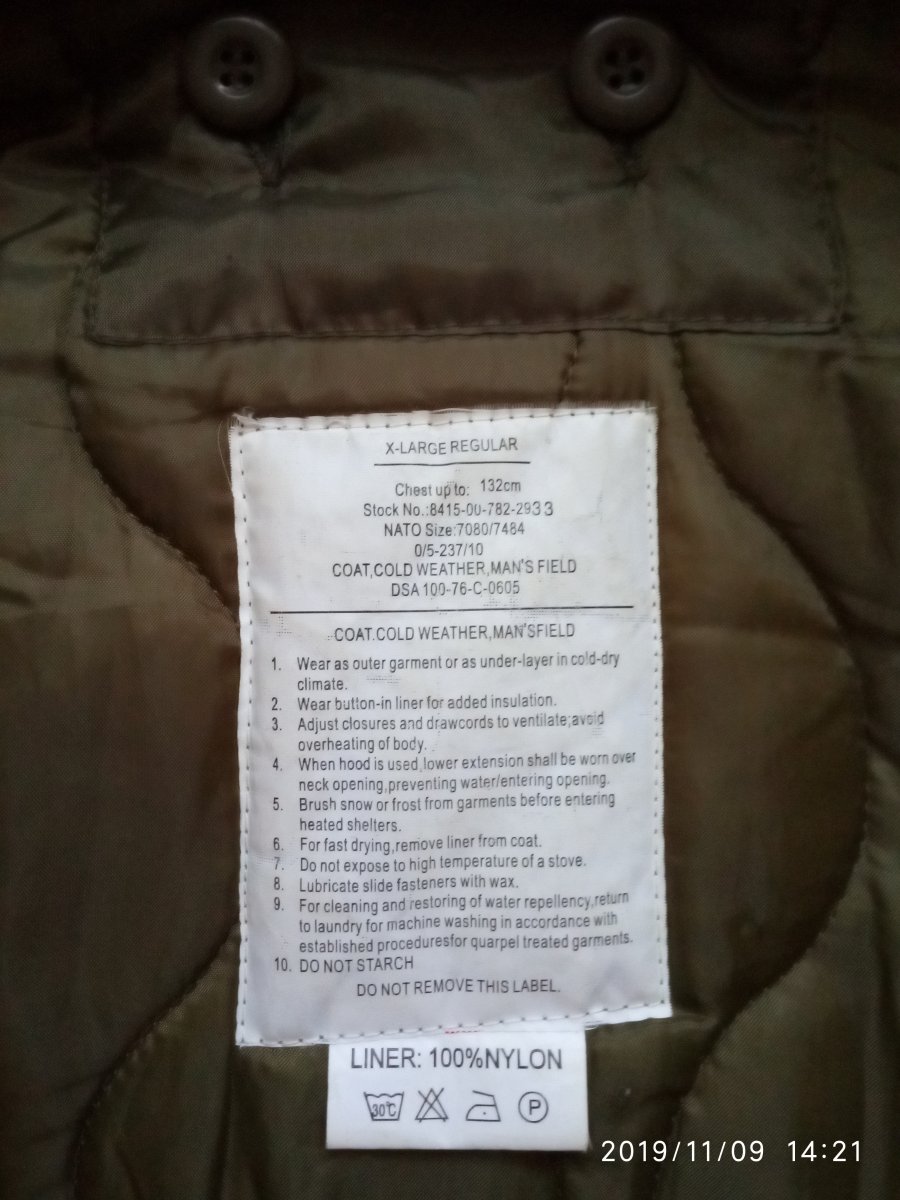 X-LARGE REGULAR
Chest up to: 132cm
Stock No.:8415-00-782-2933
NATO Size:7080/7484
0/5-237/10
COAT,COLD WEATHER,MAN'S FIELD
DSA 100-76-C-0605
COAT.COLD WEATHER,MAN'SFIELD
1. Wear as outer garment or as under-layer in cold-dry
climate.
2. Wear button-in liner for added insulation.
3. Adjust closures and drawcords to ventilate;avoid
overheating of body.
4. When hood is used,lower extension shall be worn over
neck opening,preventing water/entering opening.
5. Brush snow or frost from garments before entering
heated shelters.
6. For fast drying,remove liner from coat.
7. Do not expose to high temperature of a stove.
8. Lubricate slide fasteners with wax.
9. For cleaning and restoring of water repellency,return
to laundry for machine washing in accordance with
established proceduresfor quarpel treated garments.
10. DO NOT STARCH
DO NOT REMOVE THIS LABEL.
LINER: 100%NYLON
30°C P
2019/11/09 14:21